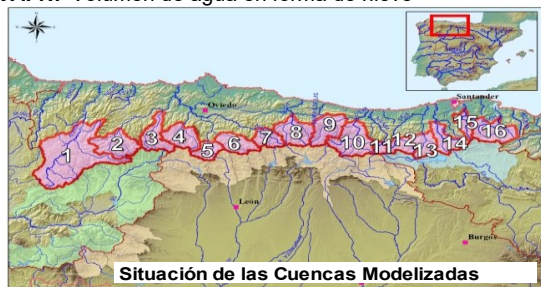 Volumen de agua en forma de nieve
Santander
Oviedo
1
2
3
4
5
6
7
8
9
10
11
12
13
14
15
16
León
Burgos
Situación de las Cuencas Modelizadas